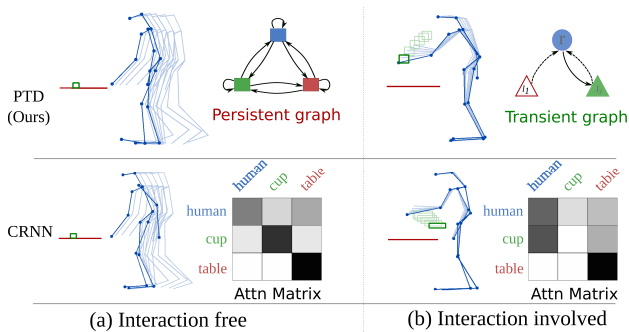 PTD
(Ours)
Persistent graph
r
l1
Transient graph
human
cup
table
human
cup
table
CRNN
human
cup
table
human
cup
table
Attn Matrix
Attn Matrix
(a) Interaction free
(b) Interaction involved